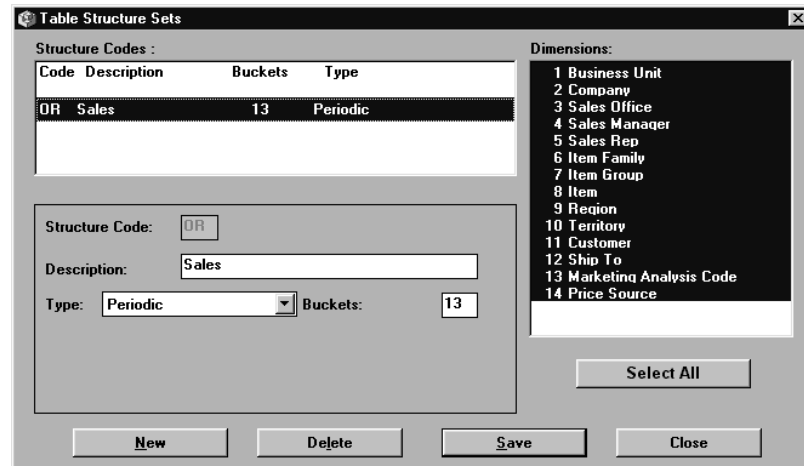 Table Structure Sets
Structure Codes :
Code Description Buckets Type
OR Sales 13 Periodic
Structure Code: OR
Description: Sales
Type: Periodic Buckets: 13
Dimensions:
1 Business Unit
2 Company
3 Sales Office
4 Sales Manager
5 Sales Rep
6 Item Family
7 Item Group
8 Item
9 Region
10 Territory
11 Customer
12 Ship To
13 Marketing Analysis Code
14 Price Source
Select All
New Delete Save Close